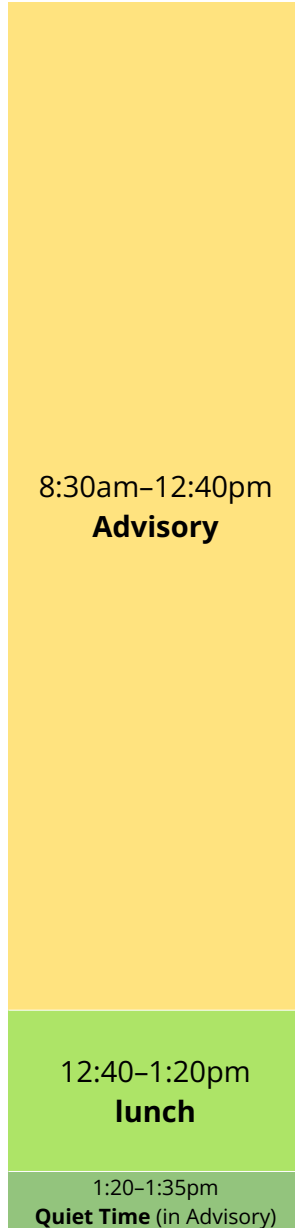 8:30am–12:40pm
Advisory
12:40–1:20pm
lunch
1:20–1:35pm
Quiet Time (in Advisory)